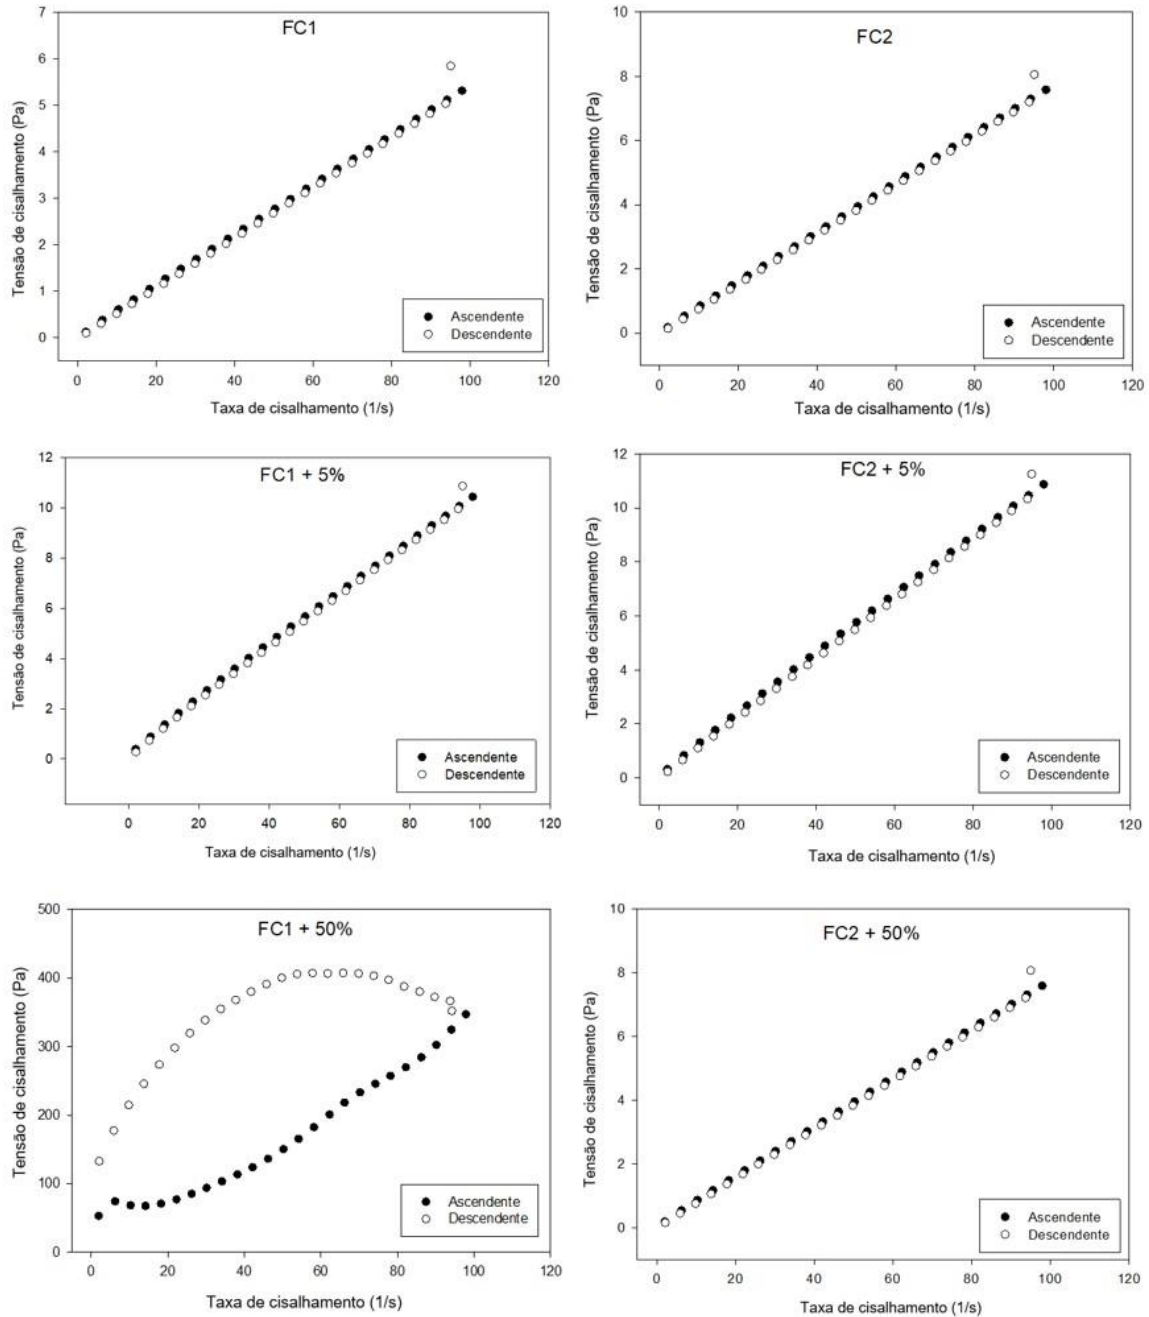 FC1
7
6
5
4
3
2
1
0
Tensão de cisalhamento (Pa)
Ascendente
Descendente
0 20 40 60 80 100 120
Taxa de cisalhamento (1/s)
FC2
10
8
6
4
2
0
Tensão de cisalhamento (Pa)
Ascendente
Descendente
0 20 40 60 80 100 120
Taxa de cisalhamento (1/s)
FC1 + 5%
12
10
8
6
4
2
0
Tensão de cisalhamento (Pa)
Ascendente
Descendente
0 20 40 60 80 100 120
Taxa de cisalhamento (1/s)
FC2 + 5%
12
10
8
6
4
2
0
Tensão de cisalhamento (Pa)
Ascendente
Descendente
0 20 40 60 80 100 120
Taxa de cisalhamento (1/s)
FC1 + 50%
500
400
300
200
100
0
Tensão de cisalhamento (Pa)
Ascendente
Descendente
0 20 40 60 80 100 120
Taxa de cisalhamento (1/s)
FC2 + 50%
10
8
6
4
2
0
Tensão de cisalhamento (Pa)
Ascendente
Descendente
0 20 40 60 80 100 120
Taxa de cisalhamento (1/s)